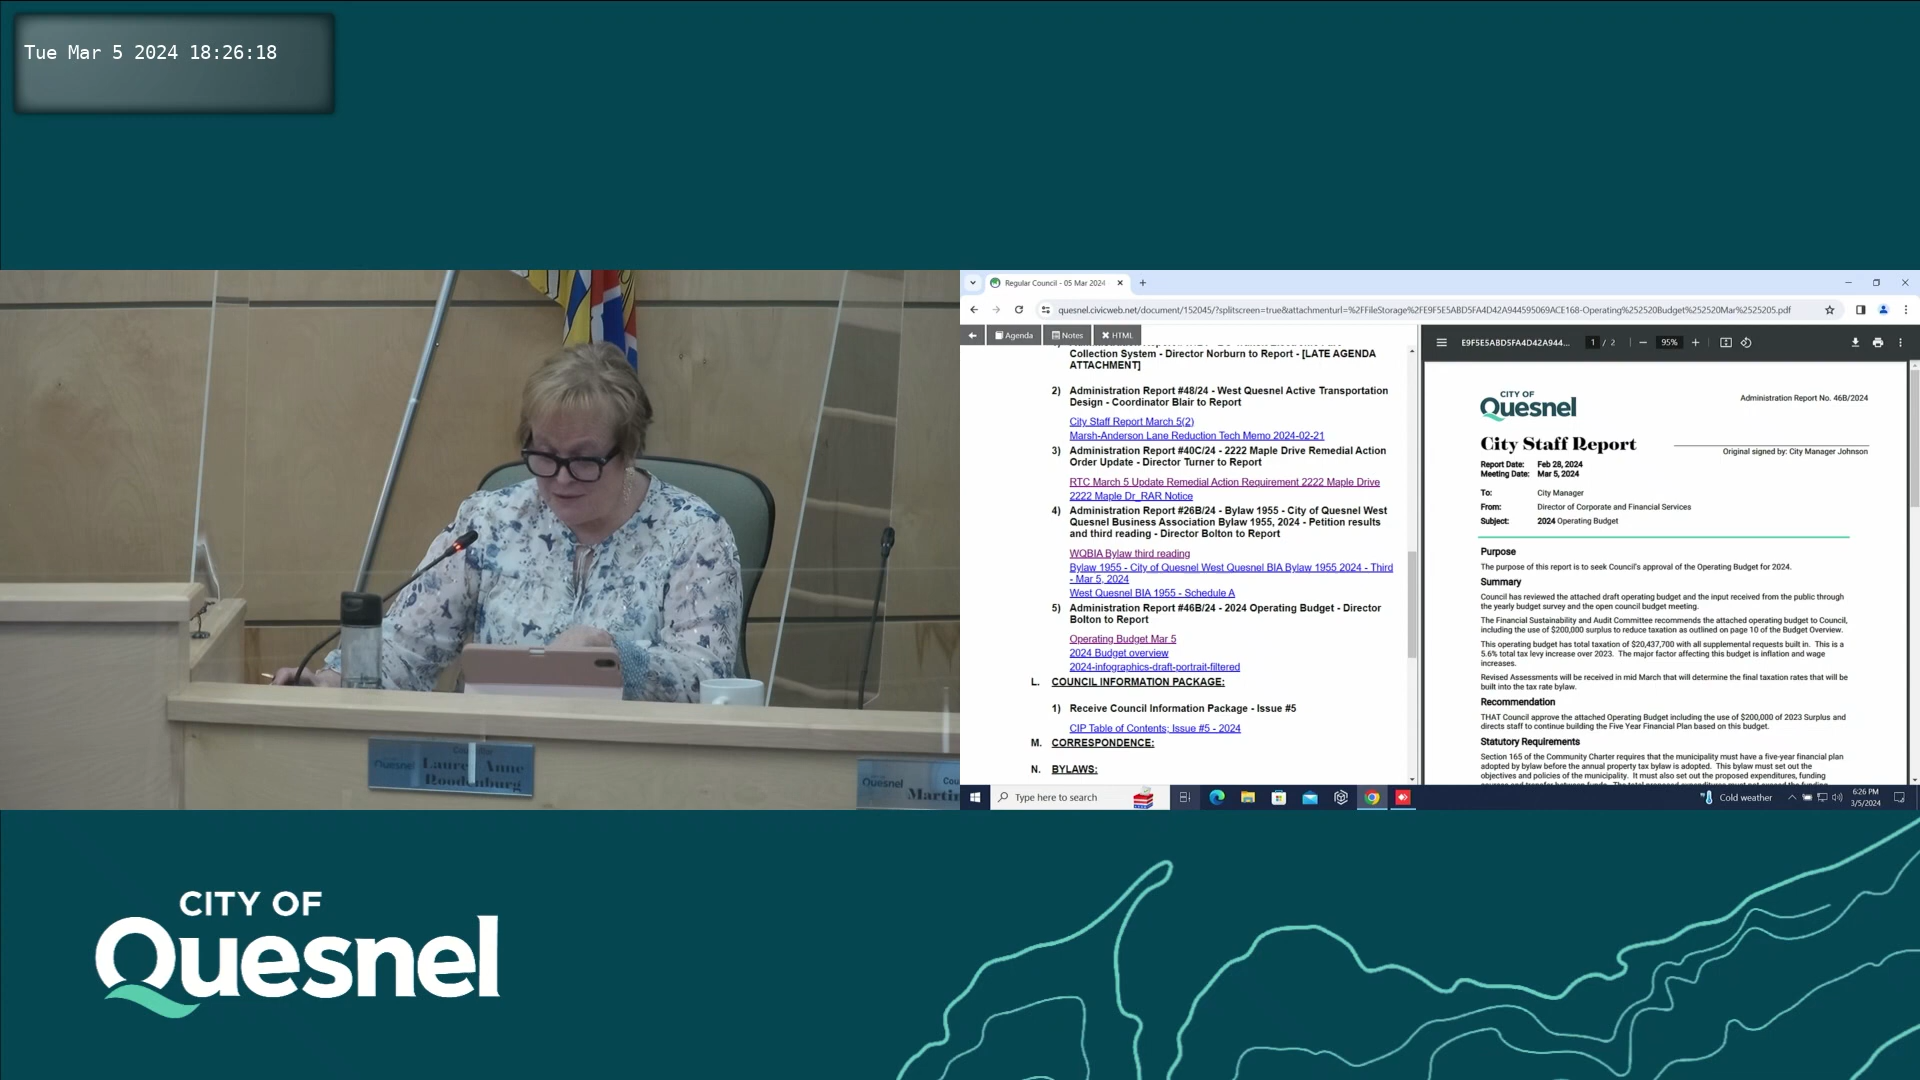 Tue Mar 5 2024 18:26:18
Councillor
Quesnel
Laurey-Anne
Roodenburg
Quesnel
Cou
Martin
Regular Council - 05 Mar 2024
quesnel.civicweb.net/document/152045/?splitscreen=true&attachmenturl=%2FFileStorage%2FE9F5E5ABD5FA4D42A944595069ACE168-Operating%252520Budget%252520Mar%2525205.pdf
Agenda
Notes
HTML
Collection System - Director Norburn to Report - [LATE AGENDA
ATTACHMENT]
2) Administration Report #48/24 - West Quesnel Active Transportation
Design - Coordinator Blair to Report
City Staff Report March 5(2)
Marsh-Anderson Lane Reduction Tech Memo 2024-02-21
3) Administration Report #40C/24 - 2222 Maple Drive Remedial Action
Order Update - Director Turner to Report
RTC March 5 Update Remedial Action Requirement 2222 Maple Drive
2222 Maple Dr_RAR Notice
4) Administration Report #26B/24 - Bylaw 1955 - City of Quesnel West
Quesnel Business Association Bylaw 1955, 2024 - Petition results
and third reading - Director Bolton to Report
WQBIA Bylaw third reading
Bylaw 1955 - City of Quesnel West Quesnel BIA Bylaw 1955 2024 - Third
- Mar 5, 2024
West Quesnel BIA 1955 - Schedule A
5) Administration Report #46B/24 - 2024 Operating Budget - Director
Bolton to Report
Operating Budget Mar 5
2024 Budget overview
2024-infographics-draft-portrait-filtered
L. COUNCIL INFORMATION PACKAGE:
1) Receive Council Information Package - Issue #5
CIP Table of Contents; Issue #5 - 2024
M. CORRESPONDENCE:
N. BYLAWS:
E9F5E5ABD5FA4D42A944...
1 / 2
95%
CITY OF
Quesnel
Administration Report No. 46B/2024
City Staff Report
Original signed by: City Manager Johnson
Report Date: Feb 28, 2024
Meeting Date: Mar 5, 2024
To: City Manager
From: Director of Corporate and Financial Services
Subject: 2024 Operating Budget
Purpose
The purpose of this report is to seek Council's approval of the Operating Budget for 2024.
Summary
Council has reviewed the attached draft operating budget and the input received from the public through
the yearly budget survey and the open council budget meeting.
The Financial Sustainability and Audit Committee recommends the attached operating budget to Council,
including the use of $200,000 surplus to reduce taxation as outlined on page 10 of the Budget Overview.
This operating budget has total taxation of $20,437,700 with all supplemental requests built in. This is a
5.6% total tax levy increase over 2023. The major factor affecting this budget is inflation and wage
increases.
Revised Assessments will be received in mid March that will determine the final taxation rates that will be
built into the tax rate bylaw.
Recommendation
THAT Council approve the attached Operating Budget including the use of $200,000 of 2023 Surplus and
directs staff to continue building the Five Year Financial Plan based on this budget.
Statutory Requirements
Section 165 of the Community Charter requires that the municipality must have a five-year financial plan
adopted by bylaw before the annual property tax bylaw is adopted. This bylaw must set out the
objectives and policies of the municipality. It must also set out the proposed expenditures, funding
Type here to search
Cold weather
6:26 PM
3/5/2024
CITY OF
Quesnel